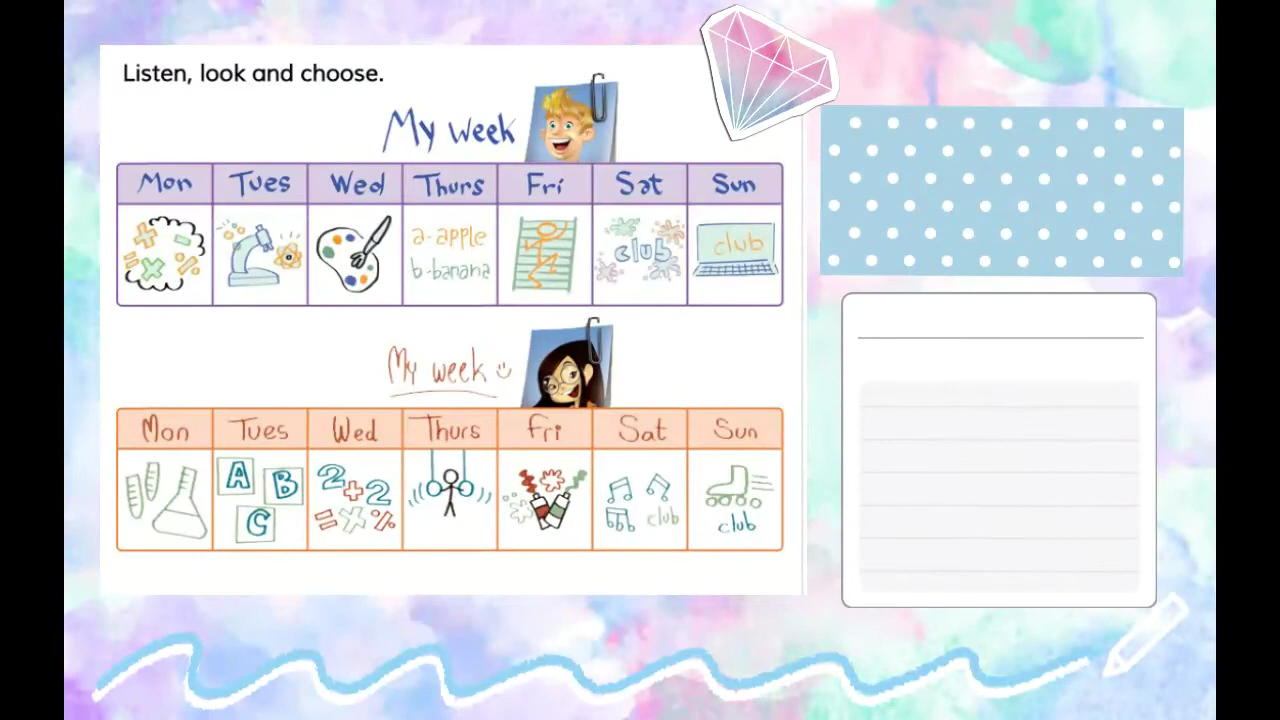 Listen, look and choose.
My week
Mon Tues Wed Thurs Fri Sat Sun
a-apple
b-banana
club
club
My week
Mon Tues Wed Thurs Fri Sat Sun
A B
C
2+2
= × %
club
club